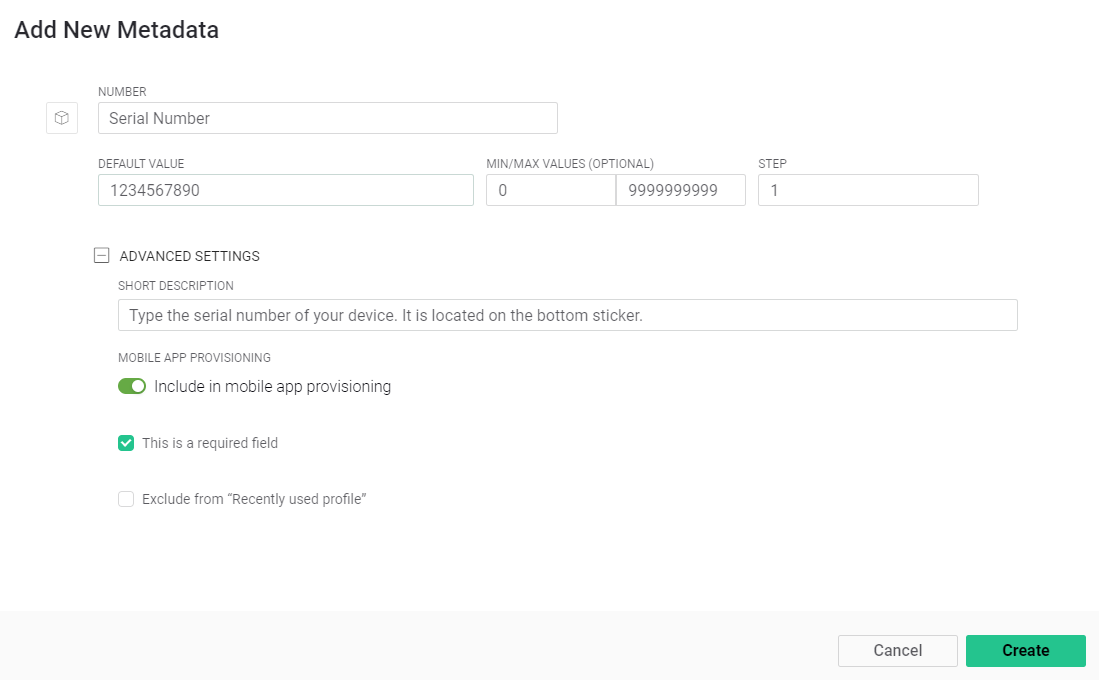 Add New Metadata
NUMBER
Serial Number
DEFAULT VALUE
MIN/MAX VALUES (OPTIONAL)
STEP
1234567890
0
9999999999
1
ADVANCED SETTINGS
SHORT DESCRIPTION
Type the serial number of your device. It is located on the bottom sticker.
MOBILE APP PROVISIONING
Include in mobile app provisioning
This is a required field
Exclude from “Recently used profile”
Cancel
Create